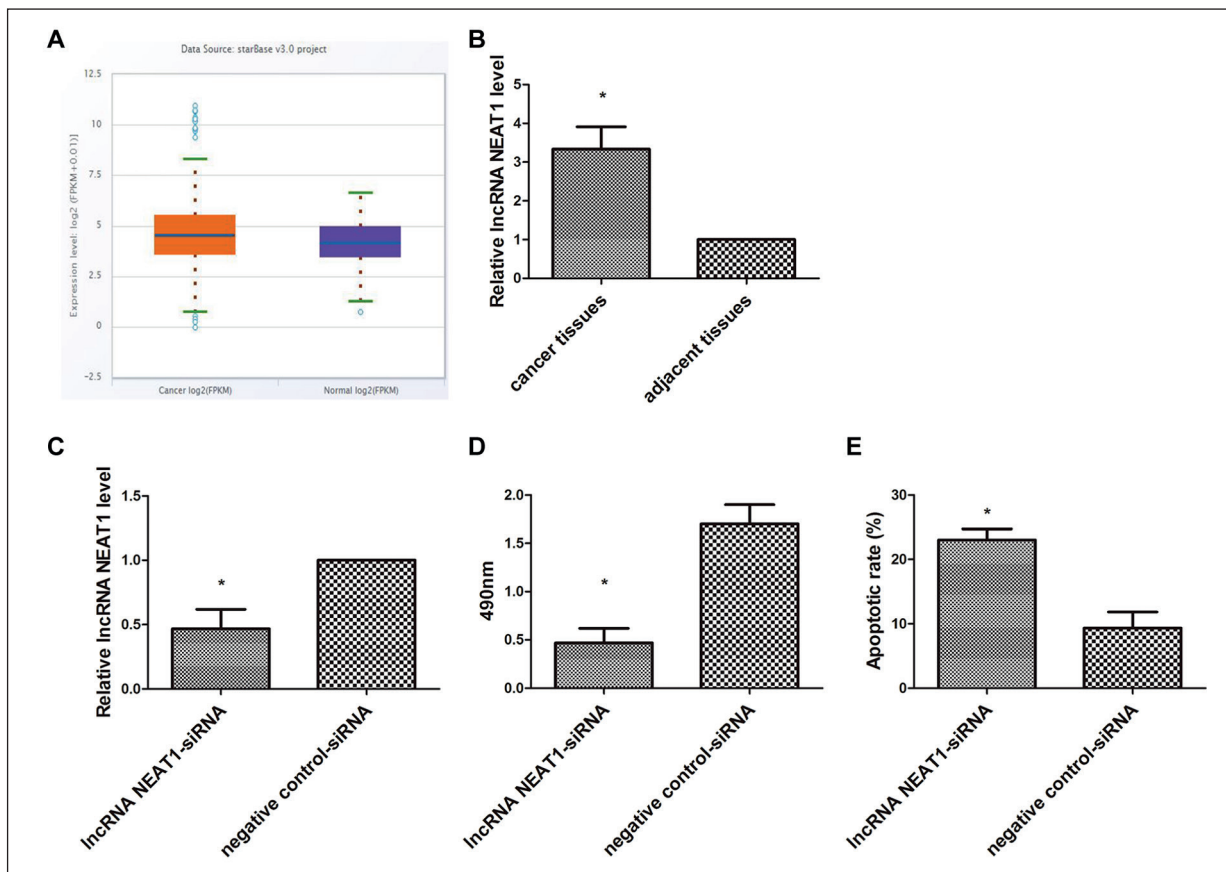 A
Data Source: starBase v3.0 project
Expression level: log2 (FPKM+0.01)]
12.5
10
7.5
5
2.5
0
−2.5
Cancer log2(FPKM)
Normal log2(FPKM)
B
Relative lncRNA NEAT1 level
5
4
3
2
1
0
*
cancer tissues
adjacent tissues
C
Relative lncRNA NEAT1 level
1.5
1.0
0.5
0.0
*
lncRNA NEAT1-siRNA
negative control-siRNA
D
490nm
2.0
1.5
1.0
0.5
0.0
*
lncRNA NEAT1-siRNA
negative control-siRNA
E
Apoptotic rate (%)
30
20
10
0
*
lncRNA NEAT1-siRNA
negative control-siRNA